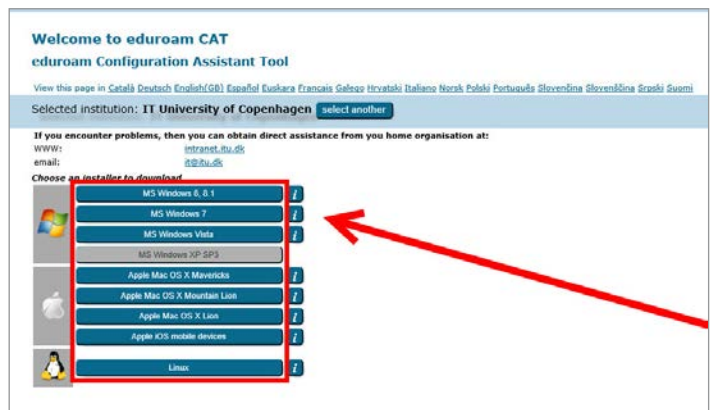 Welcome to eduroam CAT
eduroam Configuration Assistant Tool
View this page in Català Deutsch English(GB) Español Euskara Français Galego Hrvatski Italiano Norsk Polski Português Slovenčina Slovenščina Srpski Suomi
Selected institution: IT University of Copenhagen select another
If you encounter problems, then you can obtain direct assistance from you home organisation at:
WWW: intranet.itu.dk
email: it@itu.dk
Choose an installer to download
MS Windows 8, 8.1 i
MS Windows 7 i
MS Windows Vista i
MS Windows XP SP3
Apple Mac OS X Mavericks i
Apple Mac OS X Mountain Lion i
Apple Mac OS X Lion i
Apple iOS mobile devices i
Linux i